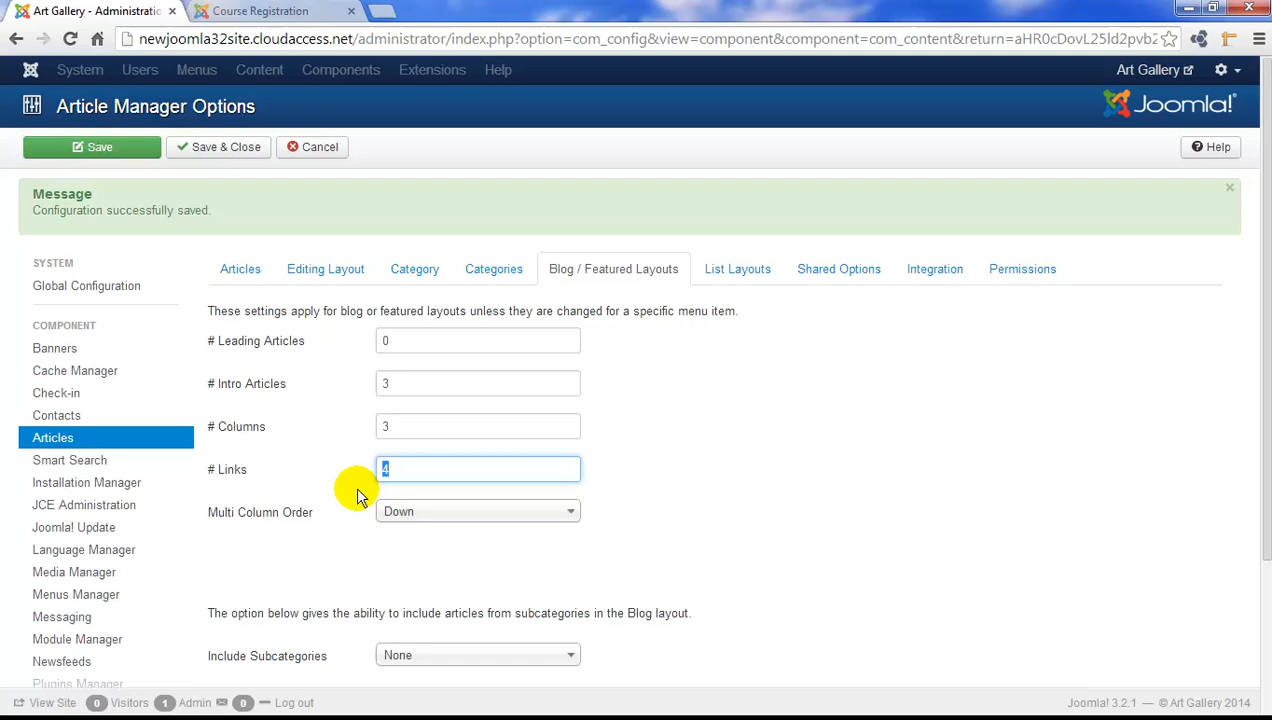 Art Gallery - Administratio
Course Registration
newjoomla32site.cloudaccess.net/administrator/index.php?option=com_config&view=component&component=com_content&return=aHR0cDovL25ld2pvb2
System Users Menus Content Components Extensions Help
Art Gallery
Article Manager Options
Joomla!®
Save
Save & Close
Cancel
Help
Message
Configuration successfully saved.
SYSTEM
Global Configuration
COMPONENT
Banners
Cache Manager
Check-in
Contacts
Articles
Smart Search
Installation Manager
JCE Administration
Joomla! Update
Language Manager
Media Manager
Menus Manager
Messaging
Module Manager
Newsfeeds
Plugins Manager
Articles Editing Layout Category Categories Blog / Featured Layouts List Layouts Shared Options Integration Permissions
These settings apply for blog or featured layouts unless they are changed for a specific menu item.
# Leading Articles 0
# Intro Articles 3
# Columns 3
# Links 4
Multi Column Order Down
The option below gives the ability to include articles from subcategories in the Blog layout.
Include Subcategories None
View Site 0 Visitors 1 Admin 0 Log out
Joomla! 3.2.1 — © Art Gallery 2014